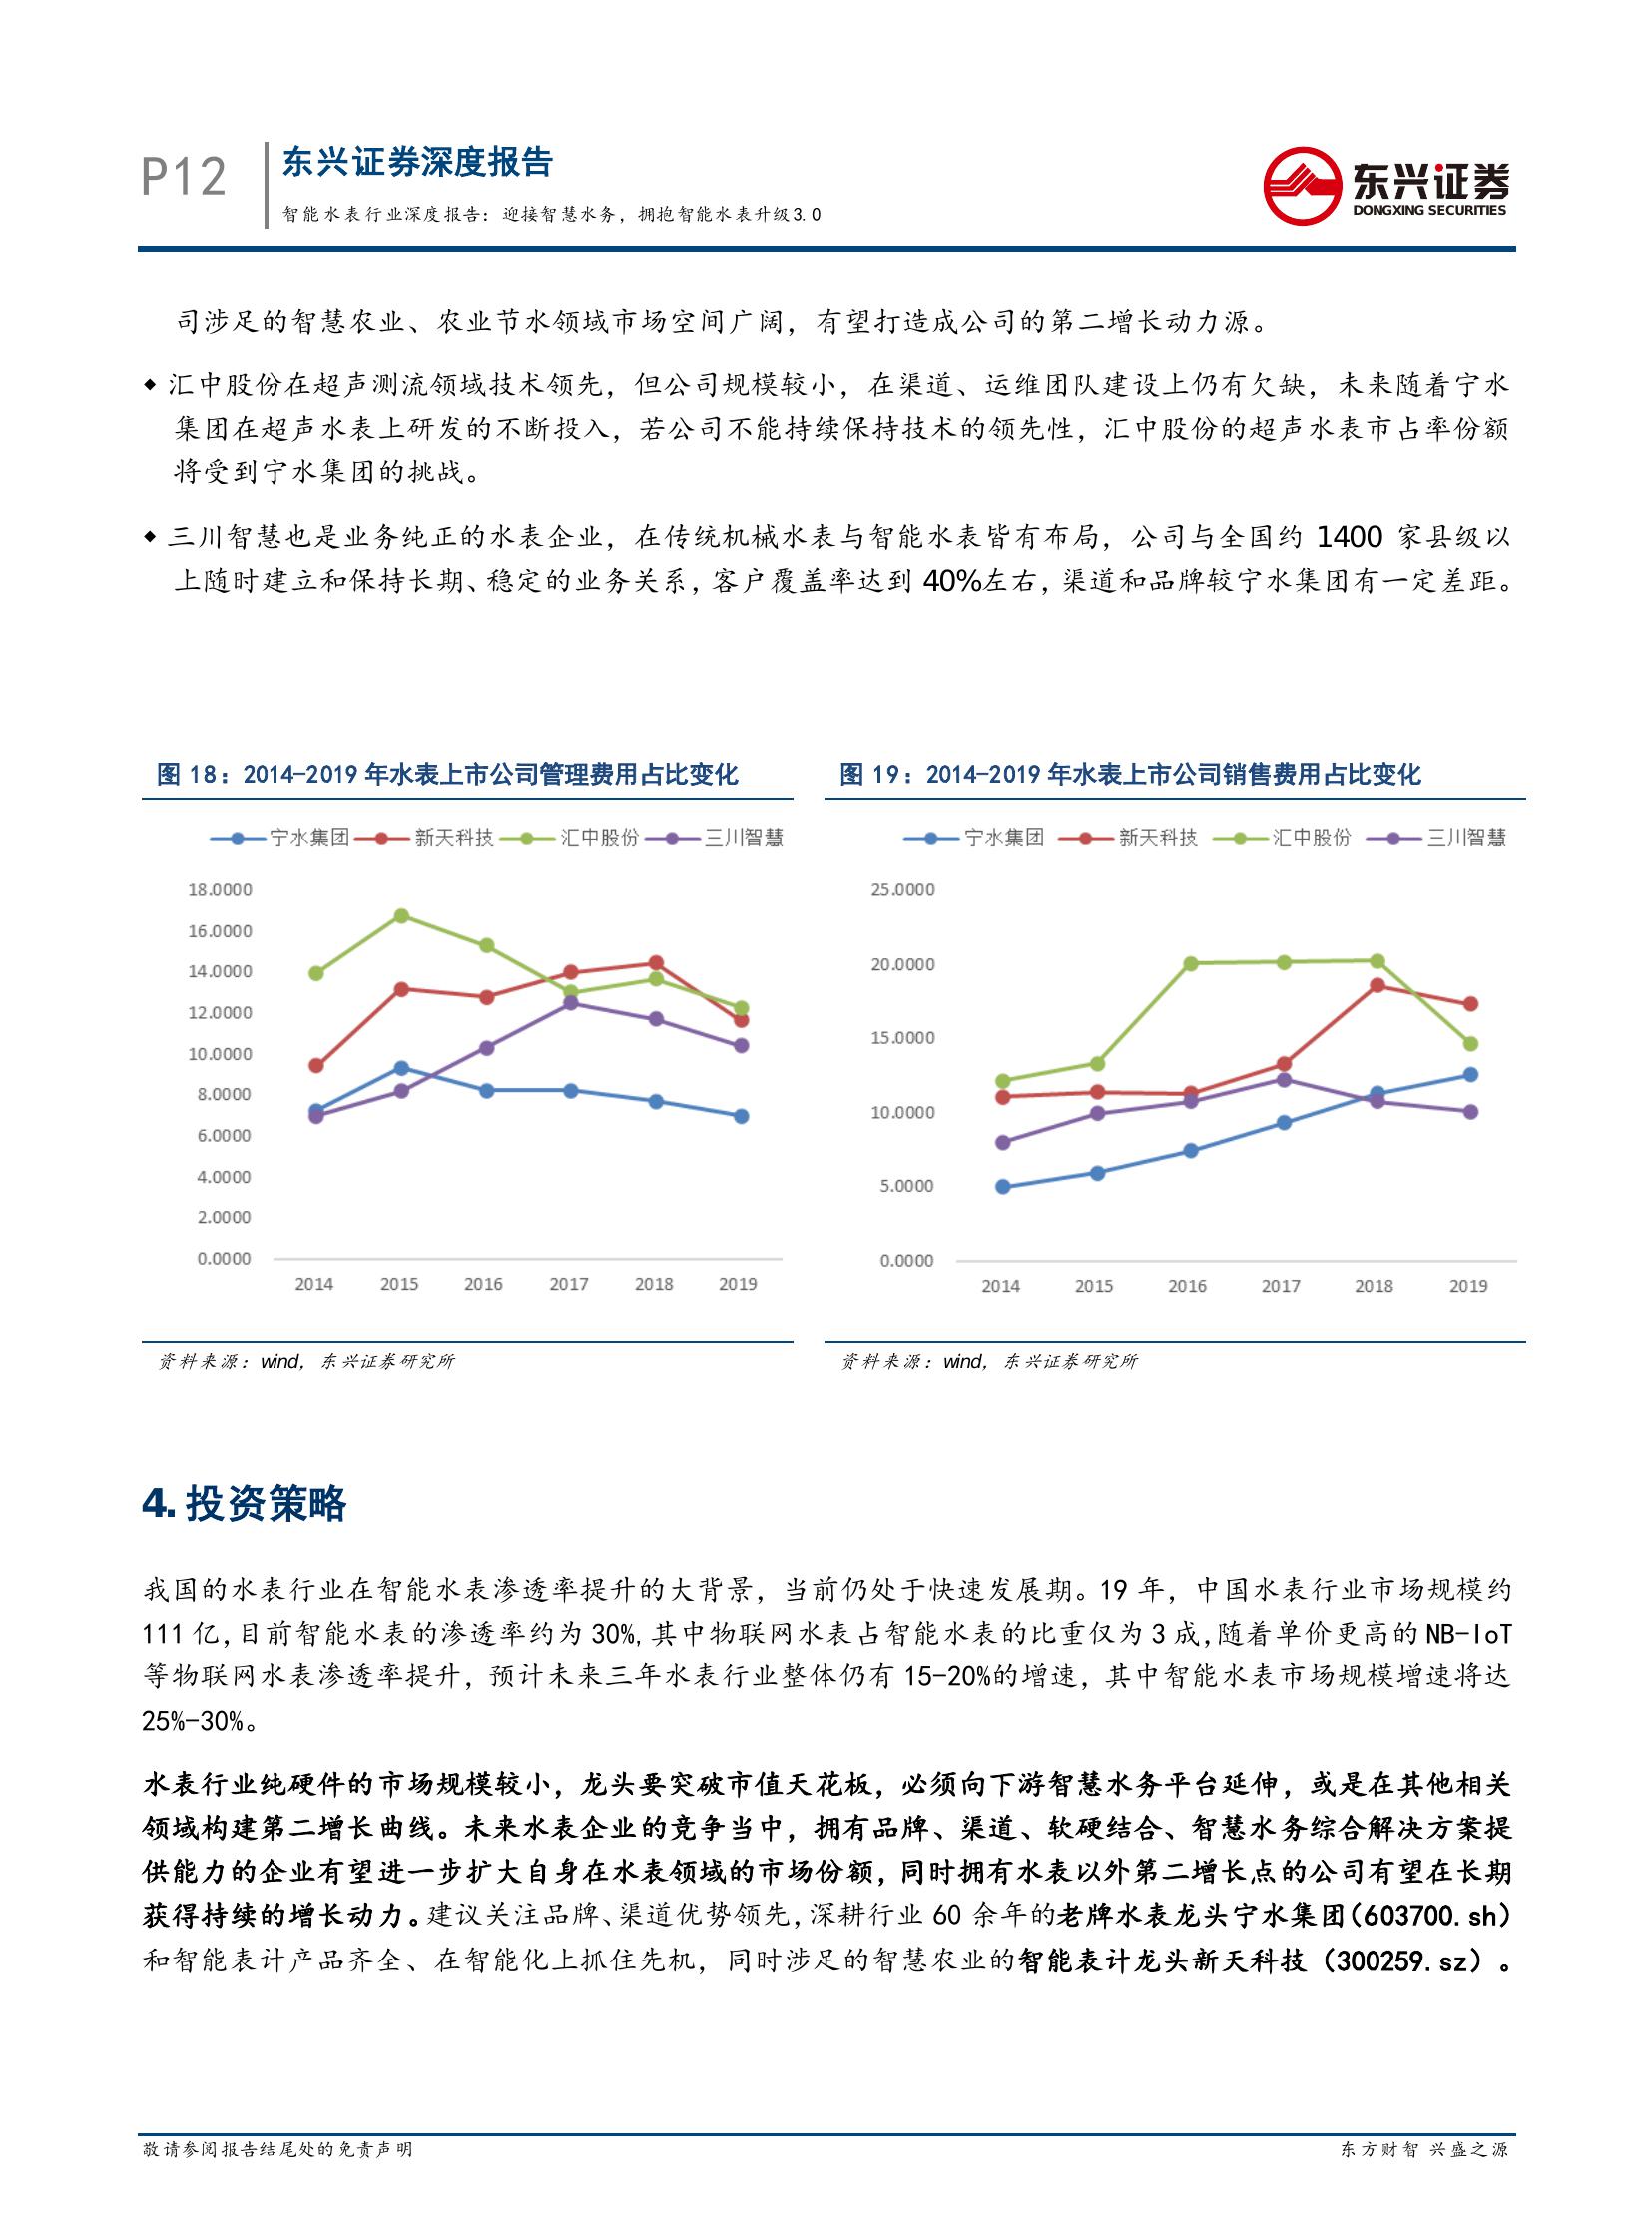 P12
东兴证券深度报告
智能水表行业深度报告：迎接智慧水务，拥抱智能水表升级3.0
东兴证券
DONGXING SECURITIES
司涉足的智慧农业、农业节水领域市场空间广阔，有望打造成公司的第二增长动力源。
◆ 汇中股份在超声测流领域技术领先，但公司规模较小，在渠道、运维团队建设上仍有欠缺，未来随着宁水
集团在超声水表上研发的不断投入，若公司不能持续保持技术的领先性，汇中股份的超声水表市占率份额
将受到宁水集团的挑战。
◆ 三川智慧也是业务纯正的水表企业，在传统机械水表与智能水表皆有布局，公司与全国约 1400 家县级以
上随时建立和保持长期、稳定的业务关系，客户覆盖率达到 40%左右，渠道和品牌较宁水集团有一定差距。
图 18：2014-2019 年水表上市公司管理费用占比变化
宁水集团 新天科技 汇中股份 三川智慧
18.0000
16.0000
14.0000
12.0000
10.0000
8.0000
6.0000
4.0000
2.0000
0.0000
2014 2015 2016 2017 2018 2019
资料来源：wind，东兴证券研究所
图 19：2014-2019 年水表上市公司销售费用占比变化
宁水集团 新天科技 汇中股份 三川智慧
25.0000
20.0000
15.0000
10.0000
5.0000
0.0000
2014 2015 2016 2017 2018 2019
资料来源：wind，东兴证券研究所
4. 投资策略
我国的水表行业在智能水表渗透率提升的大背景，当前仍处于快速发展期。19 年，中国水表行业市场规模约
111 亿，目前智能水表的渗透率约为 30%，其中物联网水表占智能水表的比重仅为 3 成，随着单价更高的 NB-IoT
等物联网水表渗透率提升，预计未来三年水表行业整体仍有 15-20%的增速，其中智能水表市场规模增速将达
25%-30%。
水表行业纯硬件的市场规模较小，龙头要突破市值天花板，必须向下游智慧水务平台延伸，或是在其他相关
领域构建第二增长曲线。未来水表企业的竞争当中，拥有品牌、渠道、软硬结合、智慧水务综合解决方案提
供能力的企业有望进一步扩大自身在水表领域的市场份额，同时拥有水表以外第二增长点的公司有望在长期
获得持续的增长动力。建议关注品牌、渠道优势领先，深耕行业 60 余年的老牌水表龙头宁水集团（603700.sh）
和智能表计产品齐全、在智能化上抓住先机，同时涉足的智慧农业的智能表计龙头新天科技（300259.sz）。
敬请参阅报告结尾处的免责声明
东方财智 兴盛之源